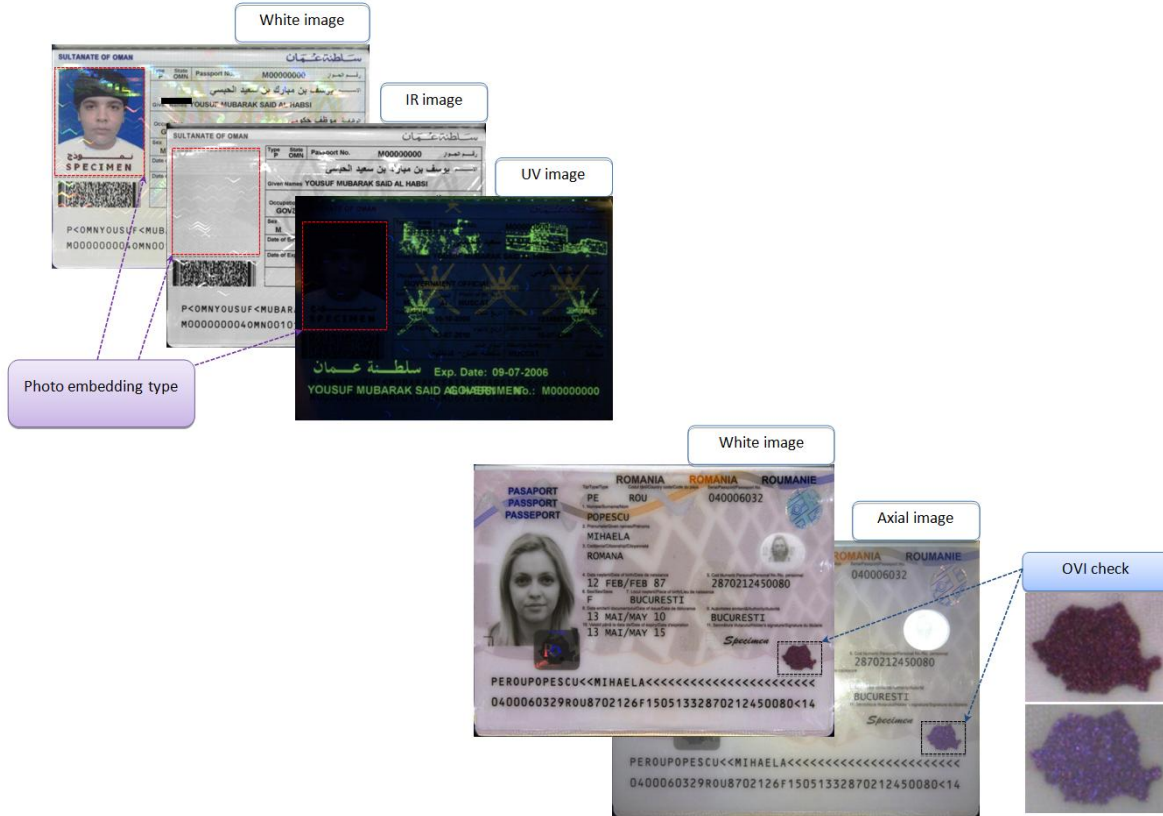 White image
SULTANATE OF OMAN سلطنة عمان
Type State Passport No. رقم الجواز
P OMN M00000000
يوسف بن مبارك بن سعيد الحبسي
Given Names YOUSUF MUBARAK SAID AL HABSI
Sex
M
نموذج
SPECIMEN
P<OMNYOUSUF<MUB
M0000000040MN00
IR image
SULTANATE OF OMAN سلطنة عمان
Type State Passport No. رقم الجواز
P OMN M00000000
يوسف بن مبارك بن سعيد الحبسي
Given Names YOUSUF MUBARAK SAID AL HABSI
Sex
M
P<OMNYOUSUF<MUBAR
M0000000040MN0010
UV image
SPECIMEN
سلطنة عمان Exp. Date: 09-07-2006
YOUSUF MUBARAK SAID No.: M00000000
Photo embedding type
White image
ROMANIA ROMANIA ROUMANIE
PASAPORT
PASSPORT
PASSEPORT
PE ROU 040006032
POPESCU
MIHAELA
ROMANA
12 FEB/FEB 87 2870212450080
F BUCURESTI
13 MAI/MAY 10 BUCURESTI
13 MAI/MAY 15
Specimen
PEROUPOPESCU<<MIHAELA<<<<<<<<<<<<<<<<<<<<<<<
0400060329ROU8702126F15051332870212450080<14
Axial image
ROMANIA ROUMANIE
040006032
2870212450080
BUCURESTI
Specimen
PEROUPOPESCU<<MIHAELA<<<<<<<<<<<<<<<<<<<<<<<
0400060329ROU8702126F15051332870212450080<14
OVI check